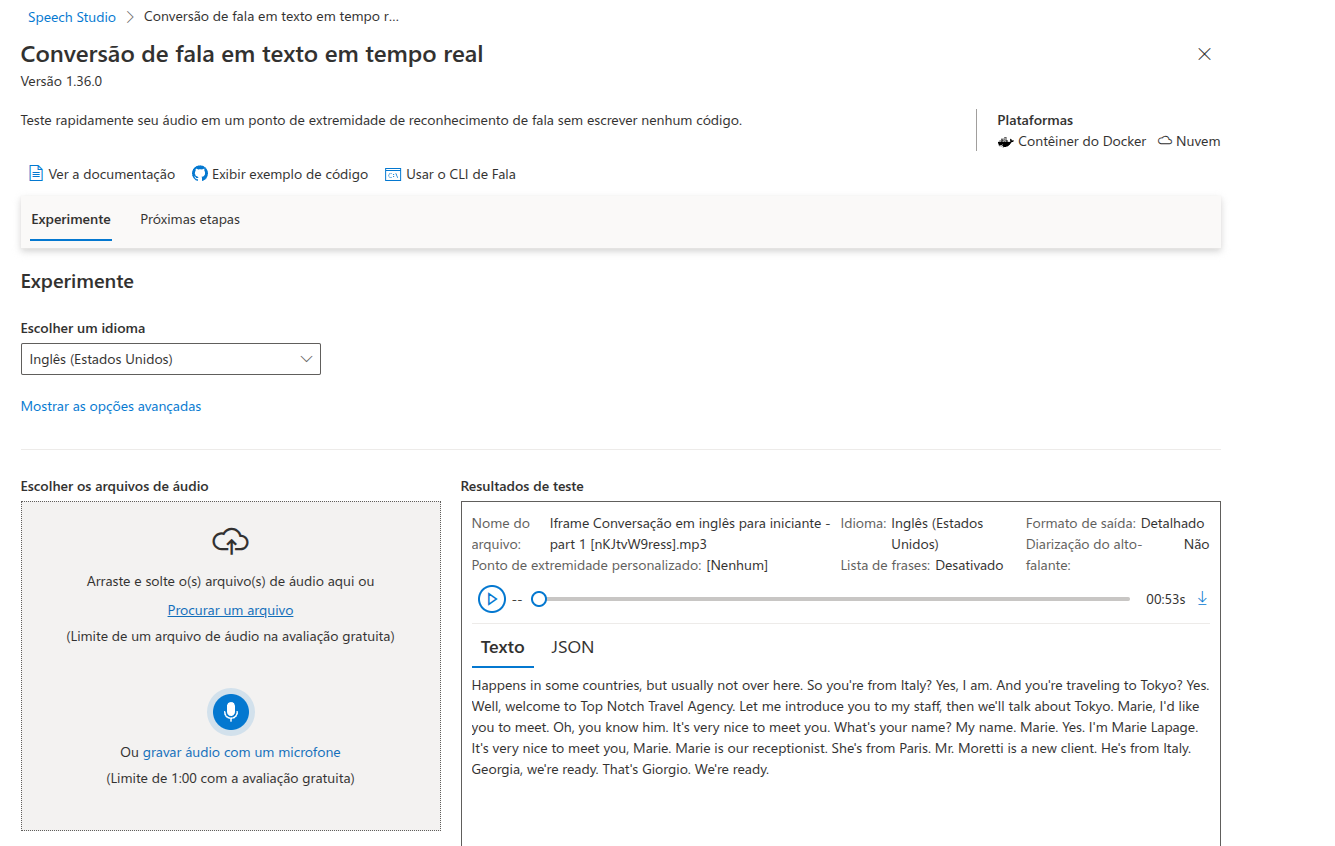 Speech Studio > Conversão de fala em texto em tempo r...
Conversão de fala em texto em tempo real
Versão 1.36.0
Teste rapidamente seu áudio em um ponto de extremidade de reconhecimento de fala sem escrever nenhum código.
Plataformas
Contêiner do Docker Nuvem
Ver a documentação Exibir exemplo de código Usar o CLI de Fala
Experimente Próximas etapas
Experimente
Escolher um idioma
Inglês (Estados Unidos)
Mostrar as opções avançadas
Escolher os arquivos de áudio
Arraste e solte o(s) arquivo(s) de áudio aqui ou
Procurar um arquivo
(Limite de um arquivo de áudio na avaliação gratuita)
Ou gravar áudio com um microfone
(Limite de 1:00 com a avaliação gratuita)
Resultados de teste
Nome do arquivo: Iframe Conversação em inglês para iniciante -
part 1 [nKJtvW9ress].mp3
Ponto de extremidade personalizado: [Nenhum]
Idioma: Inglês (Estados
Unidos)
Lista de frases: Desativado
Formato de saída: Detalhado
Diarização do alto-falante: Não
-- 00:53s
Texto JSON
Happens in some countries, but usually not over here. So you're from Italy? Yes, I am. And you're traveling to Tokyo? Yes.
Well, welcome to Top Notch Travel Agency. Let me introduce you to my staff, then we'll talk about Tokyo. Marie, I'd like
you to meet. Oh, you know him. It's very nice to meet you. What's your name? My name. Marie. Yes. I'm Marie Lapage.
It's very nice to meet you, Marie. Marie is our receptionist. She's from Paris. Mr. Moretti is a new client. He's from Italy.
Georgia, we're ready. That's Giorgio. We're ready.